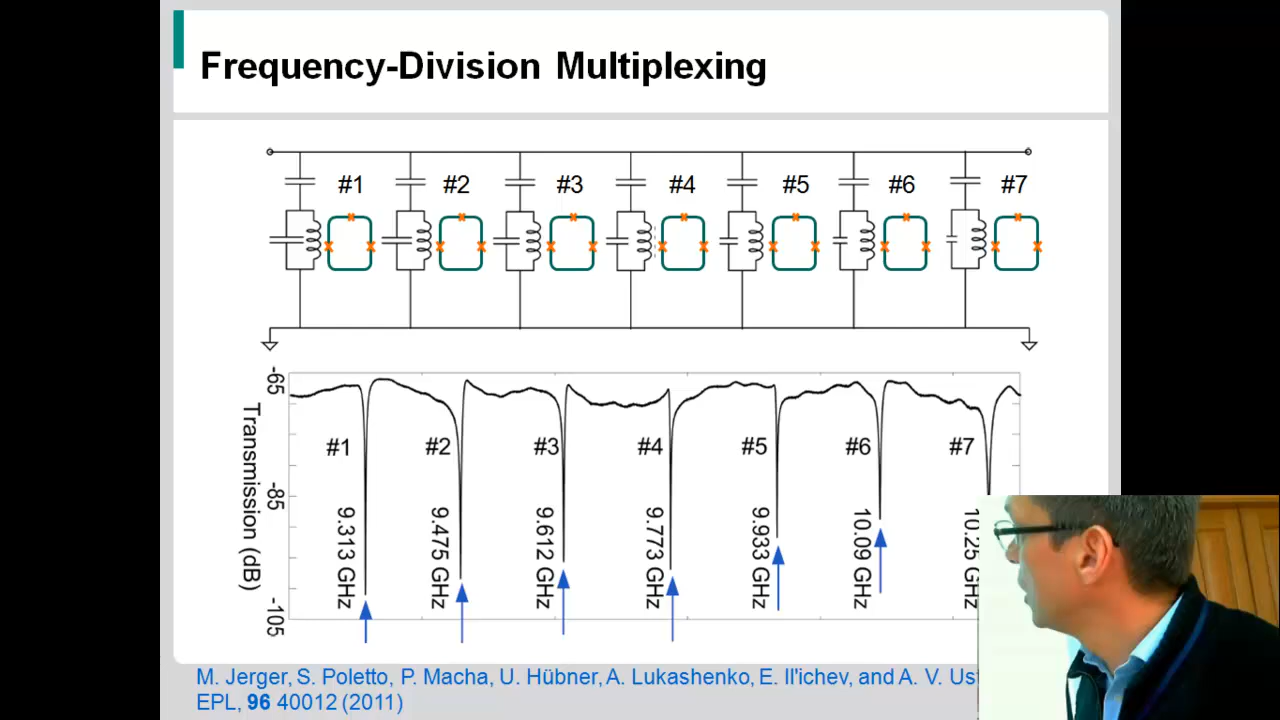 Frequency-Division Multiplexing
#1 #2 #3 #4 #5 #6 #7
-65
-85
-105
Transmission (dB)
#1 #2 #3 #4 #5 #6 #7
9.313 GHz
9.475 GHz
9.612 GHz
9.773 GHz
9.933 GHz
10.09 GHz
10.25 GHz
M. Jerger, S. Poletto, P. Macha, U. Hübner, A. Lukashenko, E. Il'ichev, and A. V.
EPL, 96 40012 (2011)